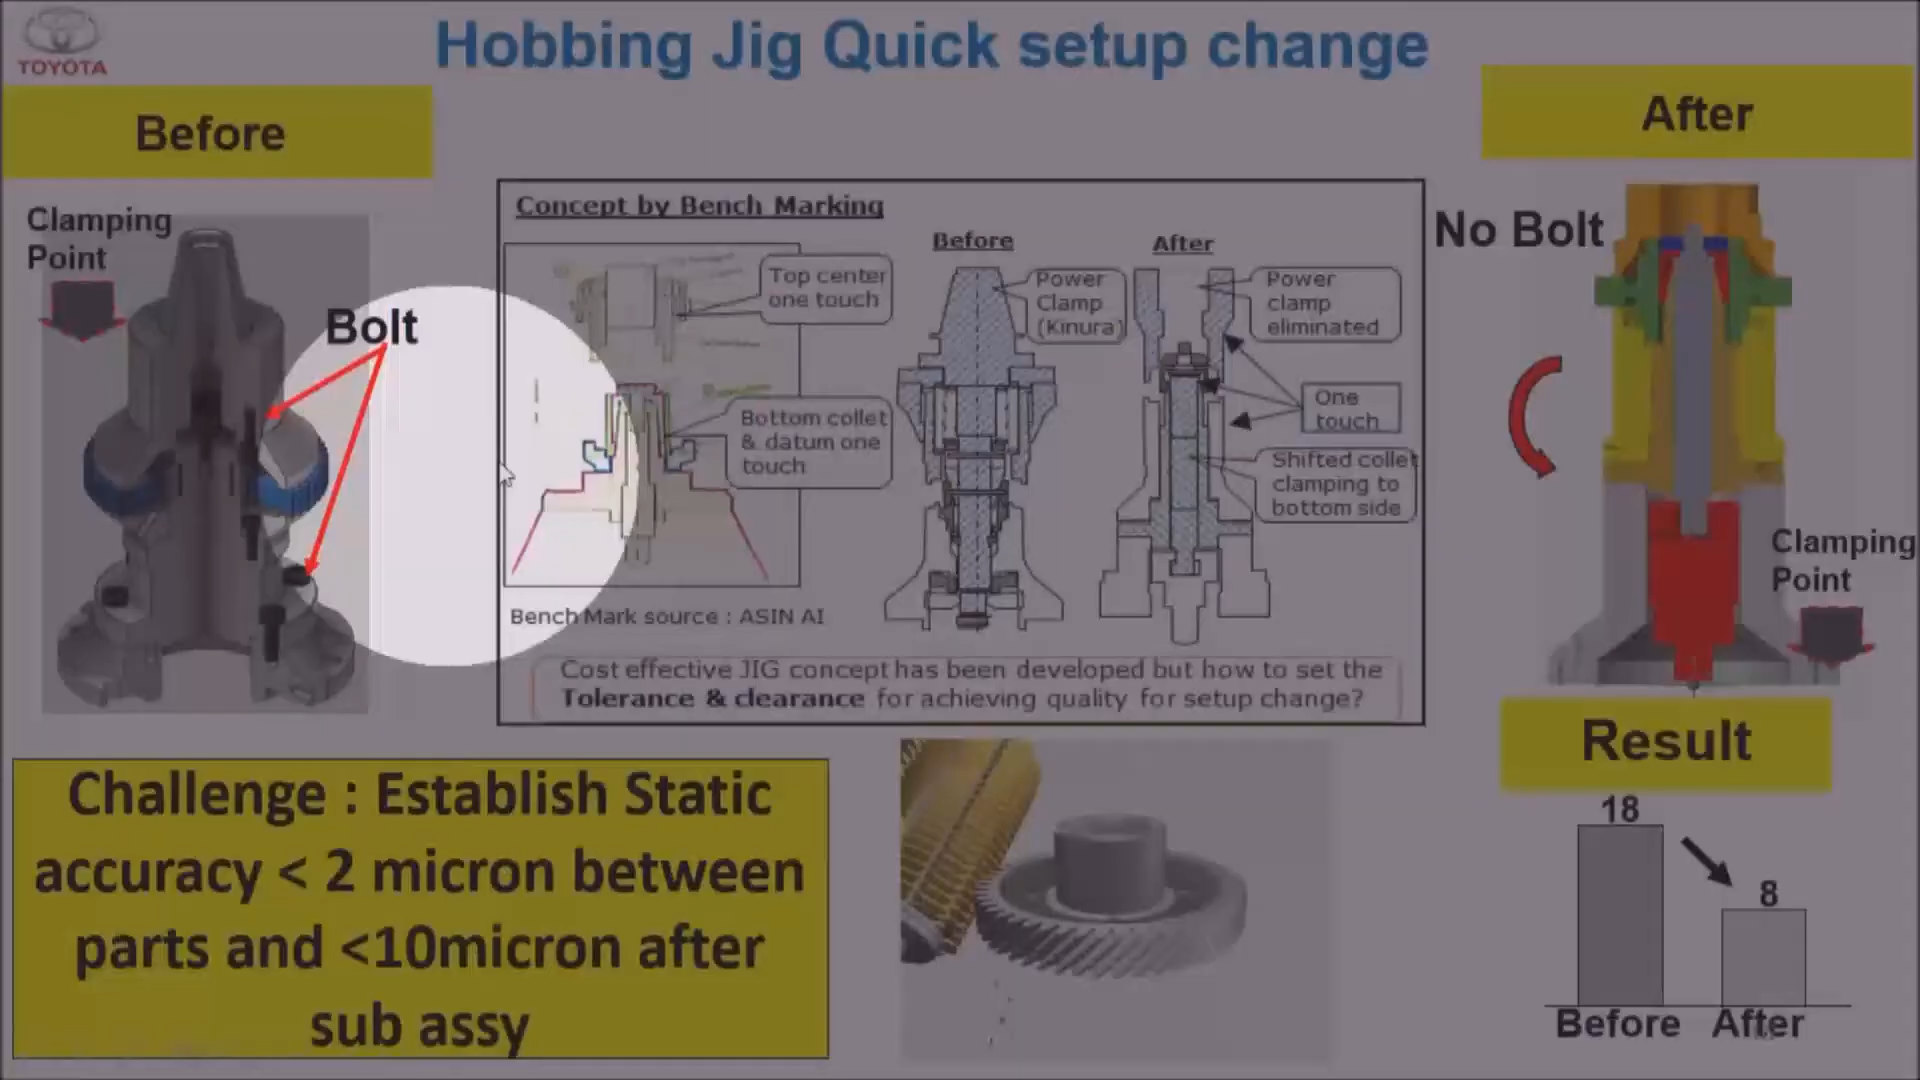 TOYOTA
Hobbing Jig Quick setup change
Before
After
Clamping
Point
Bolt
Concept by Bench Marking
Top center
one touch
Bottom collet
& datum one
touch
Bench Mark source : ASIN AI
Before
Power
Clamp
(Kinura)
After
Power
clamp
eliminated
One
touch
Shifted collet
clamping to
bottom side
Cost effective JIG concept has been developed but how to set the
Tolerance & clearance for achieving quality for setup change?
No Bolt
Clamping
Point
Challenge : Establish Static
accuracy < 2 micron between
parts and <10micron after
sub assy
Result
18
8
Before
After